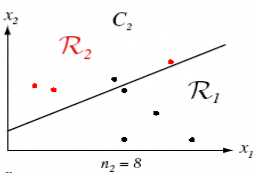 x₂
C₂
R₂
R₁
x₁
n₂ = 8